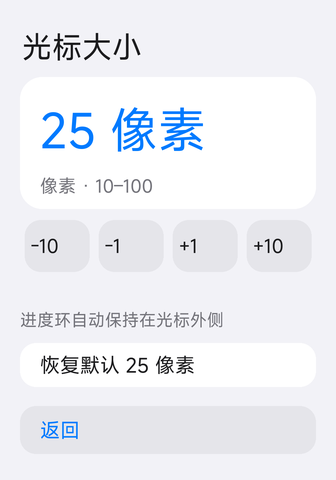 光标大小
25 像素
像素 · 10–100
-10
-1
+1
+10
进度环自动保持在光标外侧
恢复默认 25 像素
返回